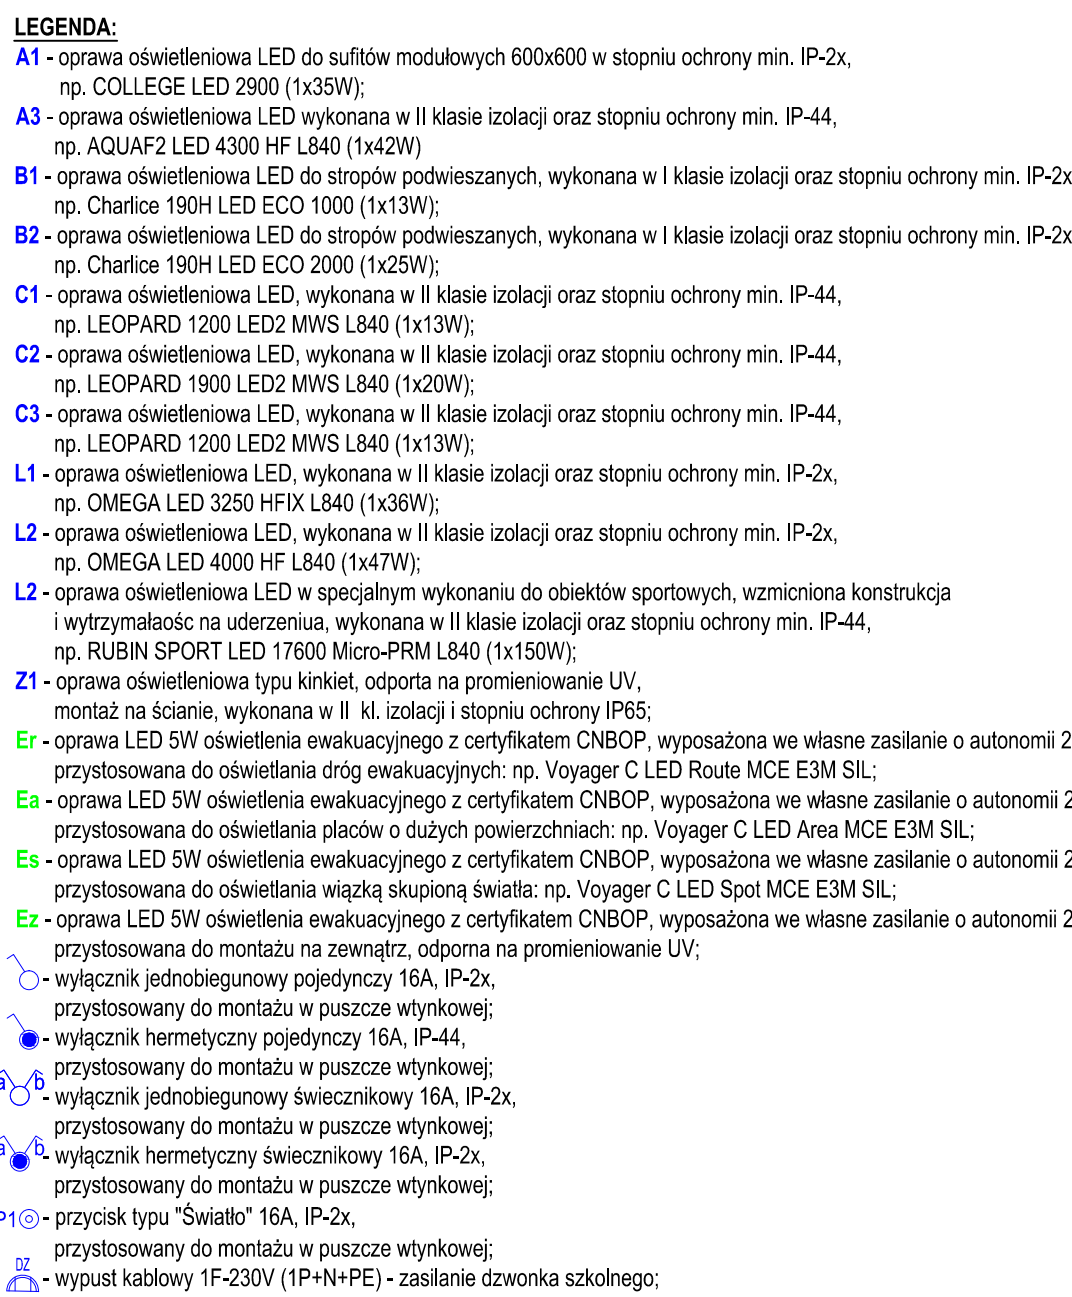 LEGENDA:
A1 - oprawa oświetleniowa LED do sufitów modułowych 600x600 w stopniu ochrony min. IP-2x,
np. COLLEGE LED 2900 (1x35W);
A3 - oprawa oświetleniowa LED wykonana w II klasie izolacji oraz stopniu ochrony min. IP-44,
np. AQUAF2 LED 4300 HF L840 (1x42W)
B1 - oprawa oświetleniowa LED do stropów podwieszanych, wykonana w I klasie izolacji oraz stopniu ochrony min. IP-2x
np. Charlice 190H LED ECO 1000 (1x13W);
B2 - oprawa oświetleniowa LED do stropów podwieszanych, wykonana w I klasie izolacji oraz stopniu ochrony min. IP-2x
np. Charlice 190H LED ECO 2000 (1x25W);
C1 - oprawa oświetleniowa LED, wykonana w II klasie izolacji oraz stopniu ochrony min. IP-44,
np. LEOPARD 1200 LED2 MWS L840 (1x13W);
C2 - oprawa oświetleniowa LED, wykonana w II klasie izolacji oraz stopniu ochrony min. IP-44,
np. LEOPARD 1900 LED2 MWS L840 (1x20W);
C3 - oprawa oświetleniowa LED, wykonana w II klasie izolacji oraz stopniu ochrony min. IP-44,
np. LEOPARD 1200 LED2 MWS L840 (1x13W);
L1 - oprawa oświetleniowa LED, wykonana w II klasie izolacji oraz stopniu ochrony min. IP-2x,
np. OMEGA LED 3250 HFIX L840 (1x36W);
L2 - oprawa oświetleniowa LED, wykonana w II klasie izolacji oraz stopniu ochrony min. IP-2x,
np. OMEGA LED 4000 HF L840 (1x47W);
L2 - oprawa oświetleniowa LED w specjalnym wykonaniu do obiektów sportowych, wzmicniona konstrukcja
i wytrzymałaośc na uderzeniua, wykonana w II klasie izolacji oraz stopniu ochrony min. IP-44,
np. RUBIN SPORT LED 17600 Micro-PRM L840 (1x150W);
Z1 - oprawa oświetleniowa typu kinkiet, odporta na promieniowanie UV,
montaż na ścianie, wykonana w II kl. izolacji i stopniu ochrony IP65;
Er - oprawa LED 5W oświetlenia ewakuacyjnego z certyfikatem CNBOP, wyposażona we własne zasilanie o autonomii 2
przystosowana do oświetlania dróg ewakuacyjnych: np. Voyager C LED Route MCE E3M SIL;
Ea - oprawa LED 5W oświetlenia ewakuacyjnego z certyfikatem CNBOP, wyposażona we własne zasilanie o autonomii 2
przystosowana do oświetlania placów o dużych powierzchniach: np. Voyager C LED Area MCE E3M SIL;
Es - oprawa LED 5W oświetlenia ewakuacyjnego z certyfikatem CNBOP, wyposażona we własne zasilanie o autonomii 2
przystosowana do oświetlania wiązką skupioną światła: np. Voyager C LED Spot MCE E3M SIL;
Ez - oprawa LED 5W oświetlenia ewakuacyjnego z certyfikatem CNBOP, wyposażona we własne zasilanie o autonomii 2
przystosowana do montażu na zewnątrz, odporna na promieniowanie UV;
- wyłącznik jednobiegunowy pojedynczy 16A, IP-2x,
przystosowany do montażu w puszcze wtynkowej;
- wyłącznik hermetyczny pojedynczy 16A, IP-44,
przystosowany do montażu w puszcze wtynkowej;
a b - wyłącznik jednobiegunowy świecznikowy 16A, IP-2x,
przystosowany do montażu w puszcze wtynkowej;
a b - wyłącznik hermetyczny świecznikowy 16A, IP-2x,
przystosowany do montażu w puszcze wtynkowej;
P1 - przycisk typu "Światło" 16A, IP-2x,
przystosowany do montażu w puszcze wtynkowej;
DZ - wypust kablowy 1F-230V (1P+N+PE) - zasilanie dzwonka szkolnego;